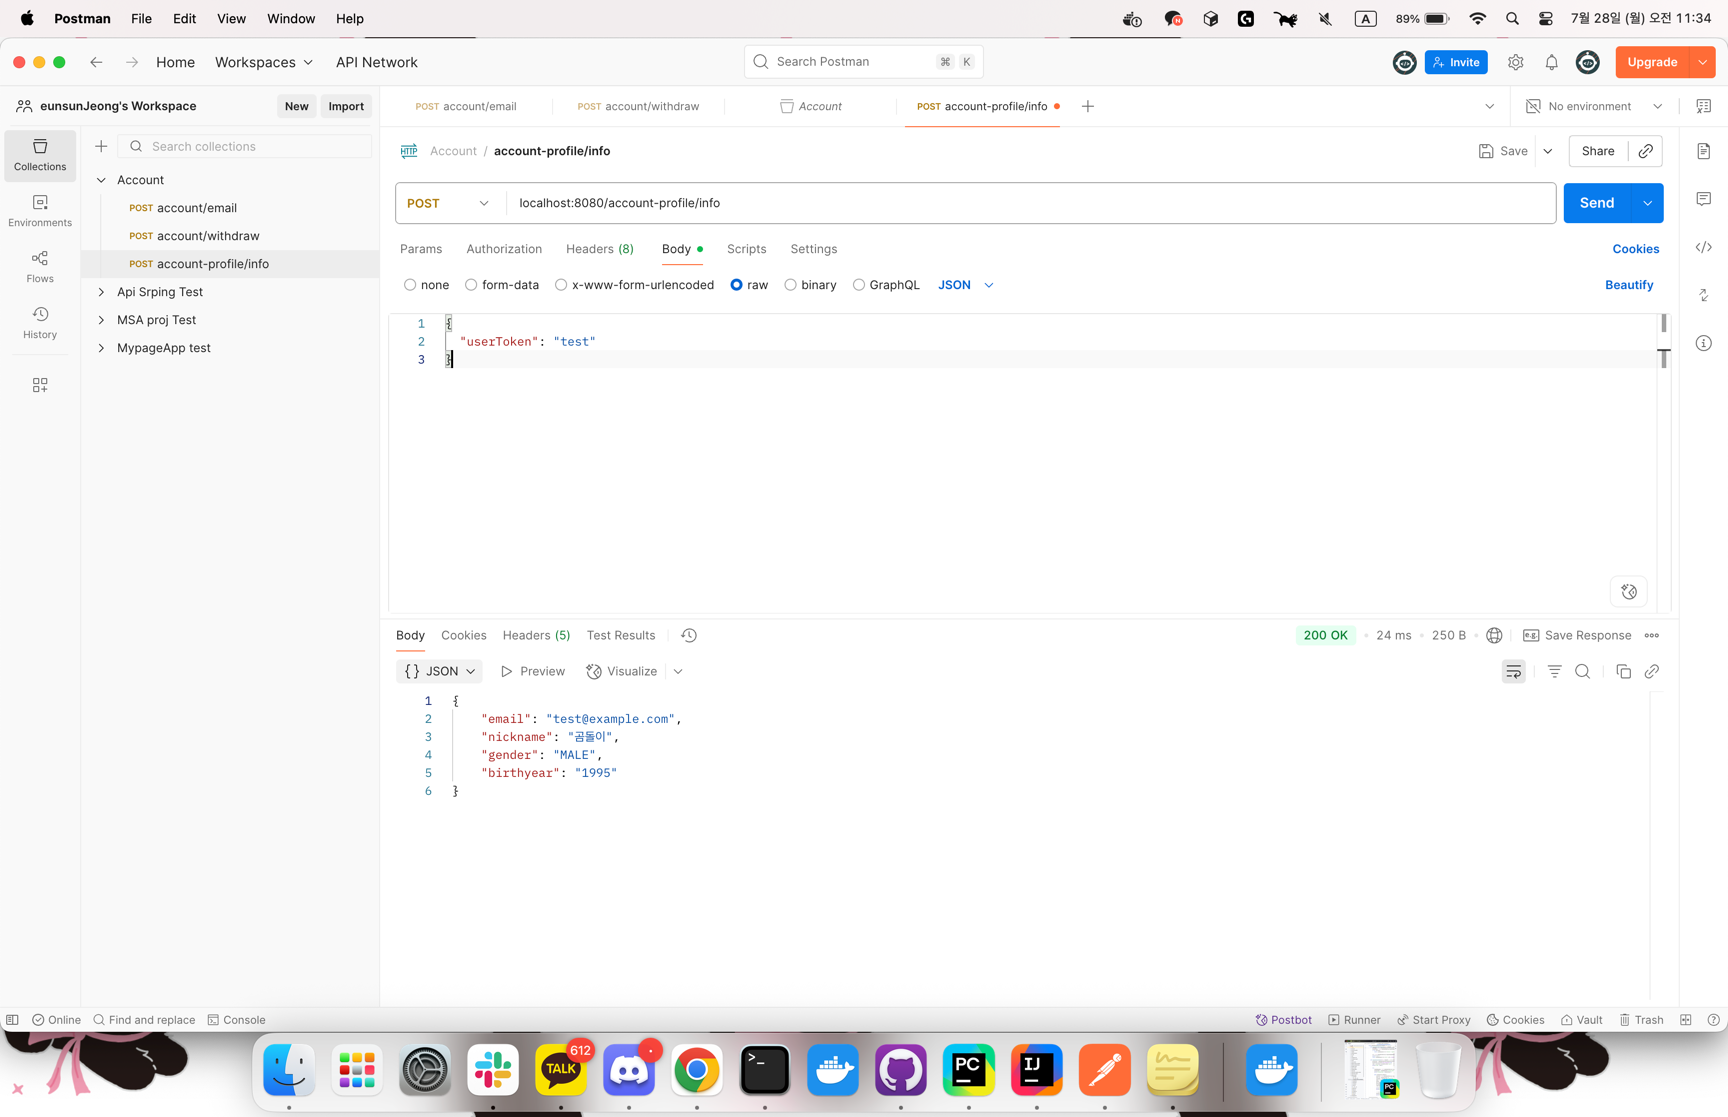 Postman File Edit View Window Help
A 89% 7월 28일 (월) 오전 11:34
Home Workspaces API Network
Search Postman ⌘ K
Invite Upgrade
eunsunJeong's Workspace New Import
POST account/email POST account/withdraw Account POST account-profile/info
No environment
Collections
Environments
Flows
History
Search collections
Account
POST account/email
POST account/withdraw
POST account-profile/info
Api Srping Test
MSA proj Test
MypageApp test
HTTP Account / account-profile/info
Save Share
POST localhost:8080/account-profile/info
Send
Params Authorization Headers (8) Body Scripts Settings Cookies
none form-data x-www-form-urlencoded raw binary GraphQL JSON Beautify
1 {
2 "userToken": "test"
3 }
Body Cookies Headers (5) Test Results
200 OK • 24 ms • 250 B • e.g. Save Response
{} JSON Preview Visualize
1 {
2 "email": "test@example.com",
3 "nickname": "곰돌이",
4 "gender": "MALE",
5 "birthyear": "1995"
6 }
Online Find and replace Console
Postbot Runner Start Proxy Cookies Vault Trash
TALK 612
>_
PC
IJ
PC